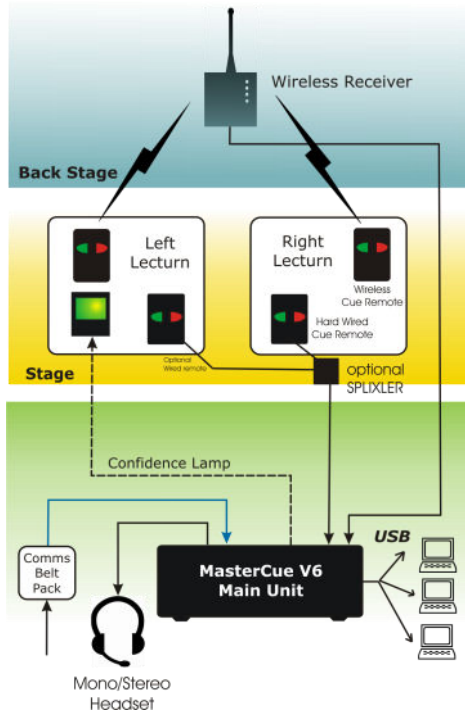 Wireless Receiver
Back Stage
Left
Lecturn
Right
Lecturn
Wireless
Cue Remote
Hard Wired
Cue Remote
Optional
Wired remote
optional
SPLIXLER
Stage
Confidence Lamp
USB
Comms
Belt
Pack
MasterCue V6
Main Unit
Mono/Stereo
Headset